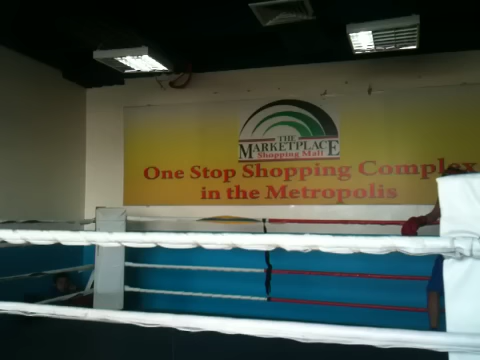 THE
MARKETPLACE
Shopping Mall
One Stop Shopping Complex
in the Metropolis